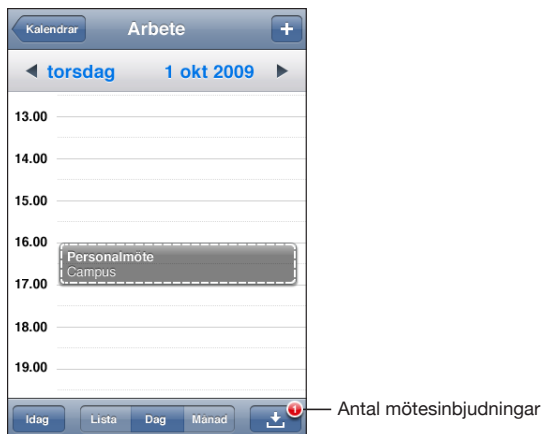 Kalendrar Arbete +
torsdag 1 okt 2009
13.00
14.00
15.00
16.00
Personalmöte
Campus
17.00
18.00
19.00
Idag Lista Dag Månad 1 Antal mötesinbjudningar